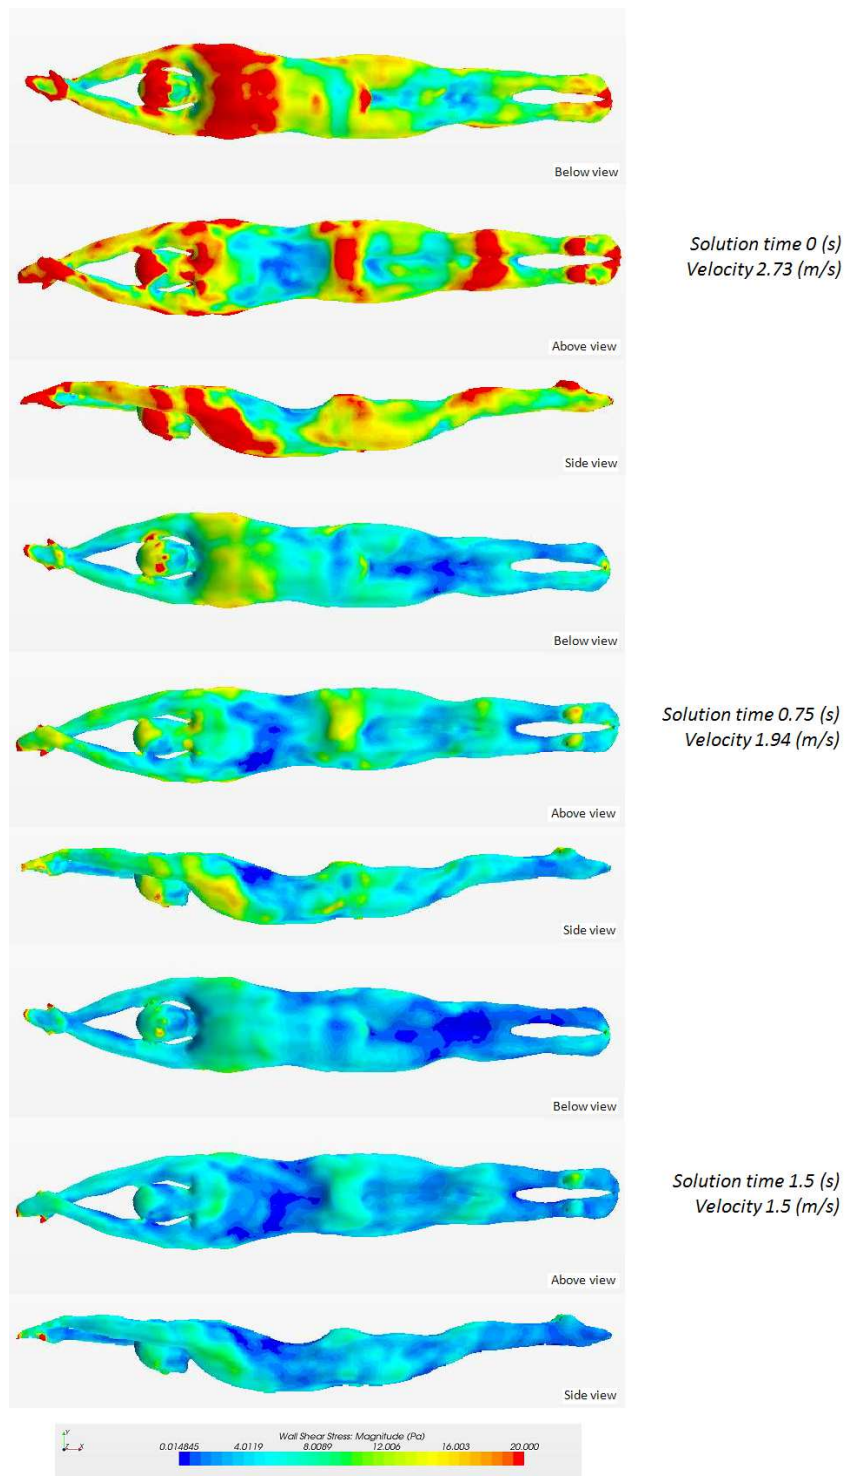 Below view
Solution time 0 (s)
Velocity 2.73 (m/s)
Above view
Side view
Below view
Solution time 0.75 (s)
Velocity 1.94 (m/s)
Above view
Side view
Below view
Solution time 1.5 (s)
Velocity 1.5 (m/s)
Above view
Side view
Y
Z X
Wall Shear Stress: Magnitude (Pa)
0.014845 4.0119 8.0089 12.006 16.003 20.000